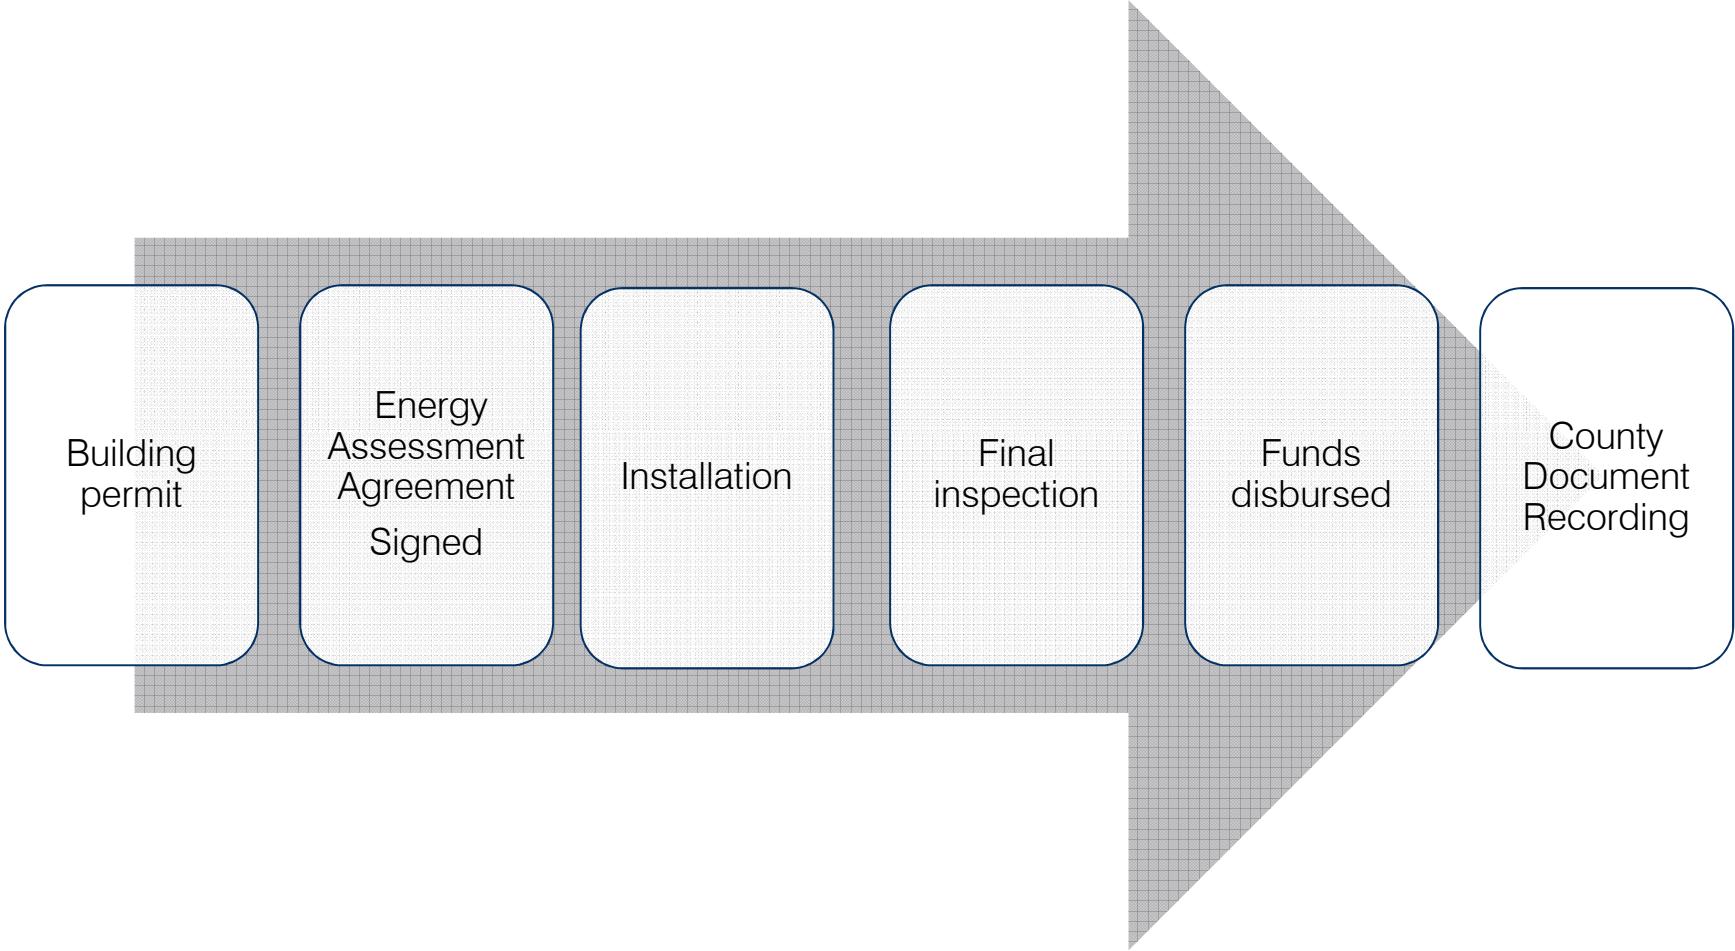 Building
permit
Energy
Assessment
Agreement
Signed
Installation
Final
inspection
Funds
disbursed
County
Document
Recording